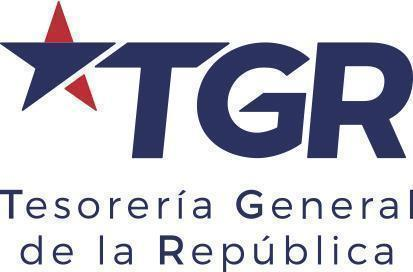 TGR
Tesorería General
de la República